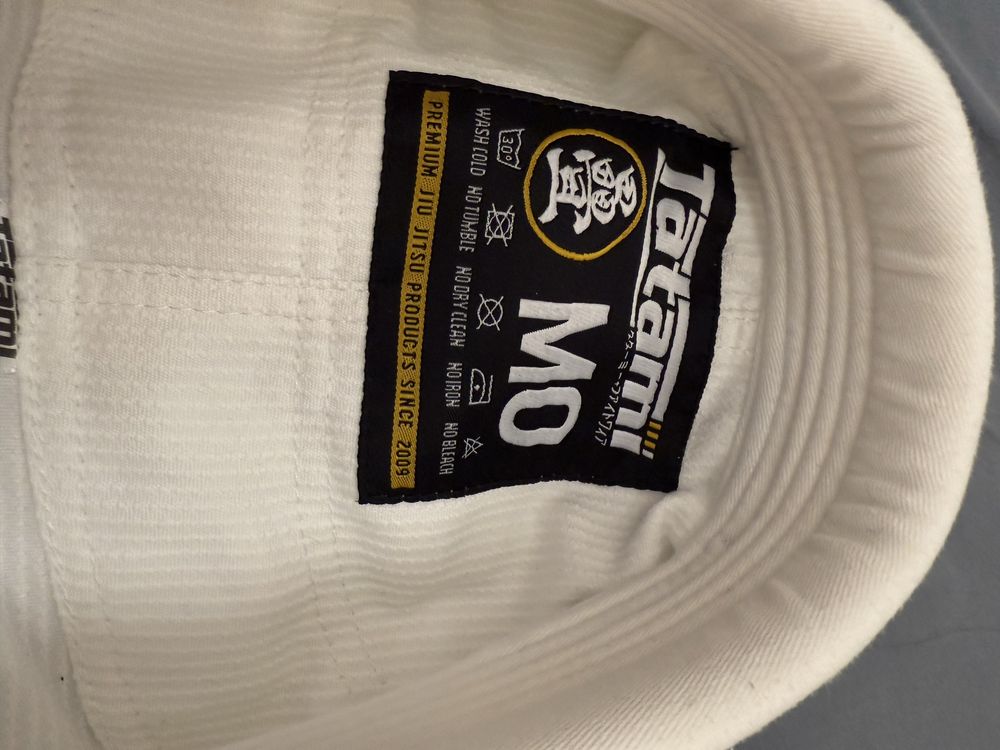 Tatami
M0
30°
WASH COLD NO TUMBLE NO DRY CLEAN NO IRON NO BLEACH
PREMIUM JIU JITSU PRODUCTS SINCE 2009
Tatami